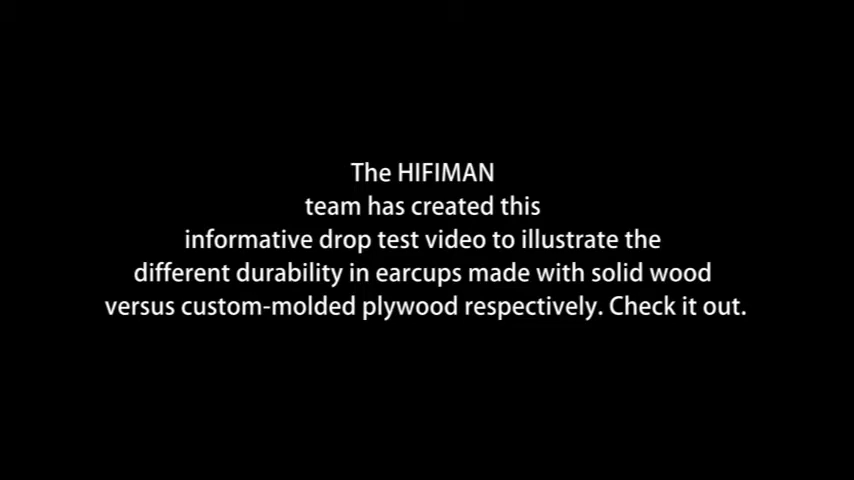 The HIFIMAN
team has created this
informative drop test video to illustrate the
different durability in earcups made with solid wood
versus custom-molded plywood respectively. Check it out.